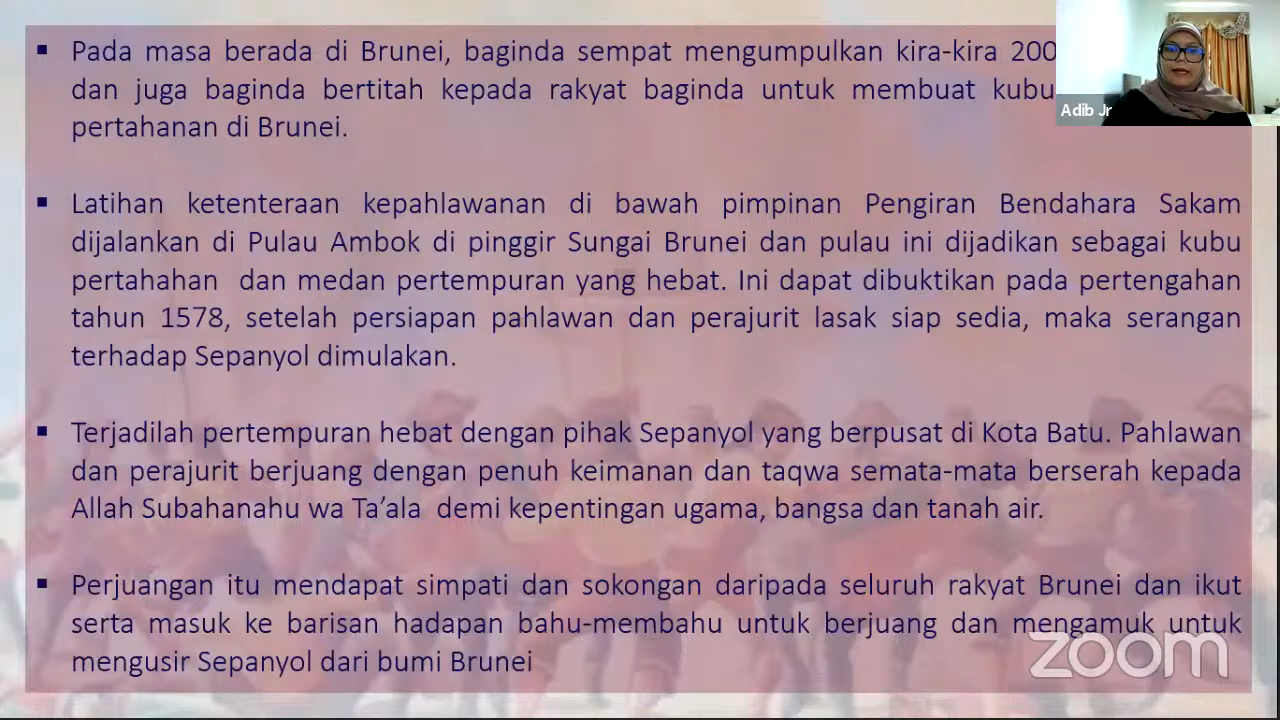 ▪ Pada masa berada di Brunei, baginda sempat mengumpulkan kira-kira 200
dan juga baginda bertitah kepada rakyat baginda untuk membuat kubu
pertahanan di Brunei.
▪ Latihan ketenteraan kepahlawanan di bawah pimpinan Pengiran Bendahara Sakam
dijalankan di Pulau Ambok di pinggir Sungai Brunei dan pulau ini dijadikan sebagai kubu
pertahahan dan medan pertempuran yang hebat. Ini dapat dibuktikan pada pertengahan
tahun 1578, setelah persiapan pahlawan dan perajurit lasak siap sedia, maka serangan
terhadap Sepanyol dimulakan.
▪ Terjadilah pertempuran hebat dengan pihak Sepanyol yang berpusat di Kota Batu. Pahlawan
dan perajurit berjuang dengan penuh keimanan dan taqwa semata-mata berserah kepada
Allah Subahanahu wa Ta’ala demi kepentingan ugama, bangsa dan tanah air.
▪ Perjuangan itu mendapat simpati dan sokongan daripada seluruh rakyat Brunei dan ikut
serta masuk ke barisan hadapan bahu-membahu untuk berjuang dan mengamuk untuk
mengusir Sepanyol dari bumi Brunei
Adib Jr
zoom